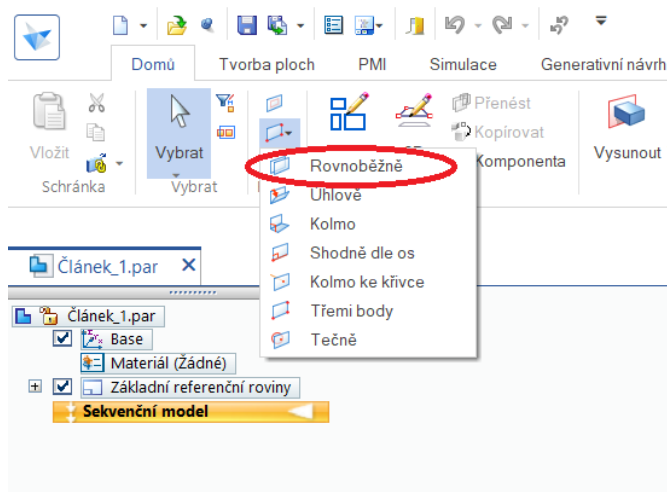 Domů Tvorba ploch PMI Simulace Generativní návrh
Přenést
Kopírovat
Vložit Vybrat Komponenta Vysunout
Schránka Vybrat
Rovnoběžně
Úhlově
Kolmo
Shodně dle os
Kolmo ke křivce
Třemi body
Tečně
Článek_1.par
Článek_1.par
Base
Materiál (Žádné)
Základní referenční roviny
Sekvenční model